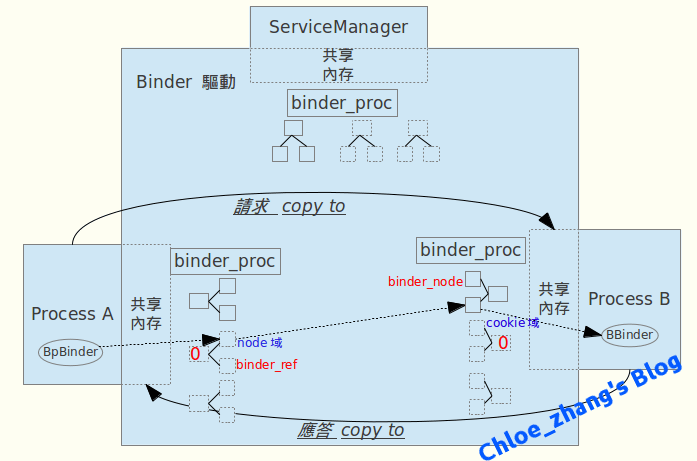 ServiceManager
共享
內存
Binder 驅動
binder_proc
請求 copy to
binder_proc
binder_proc
binder_node
共享
內存
Process A
共享
內存
Process B
cookie 域
BpBinder
node 域
0
0
BBinder
binder_ref
應答 copy to
Chloe_zhang's Blog